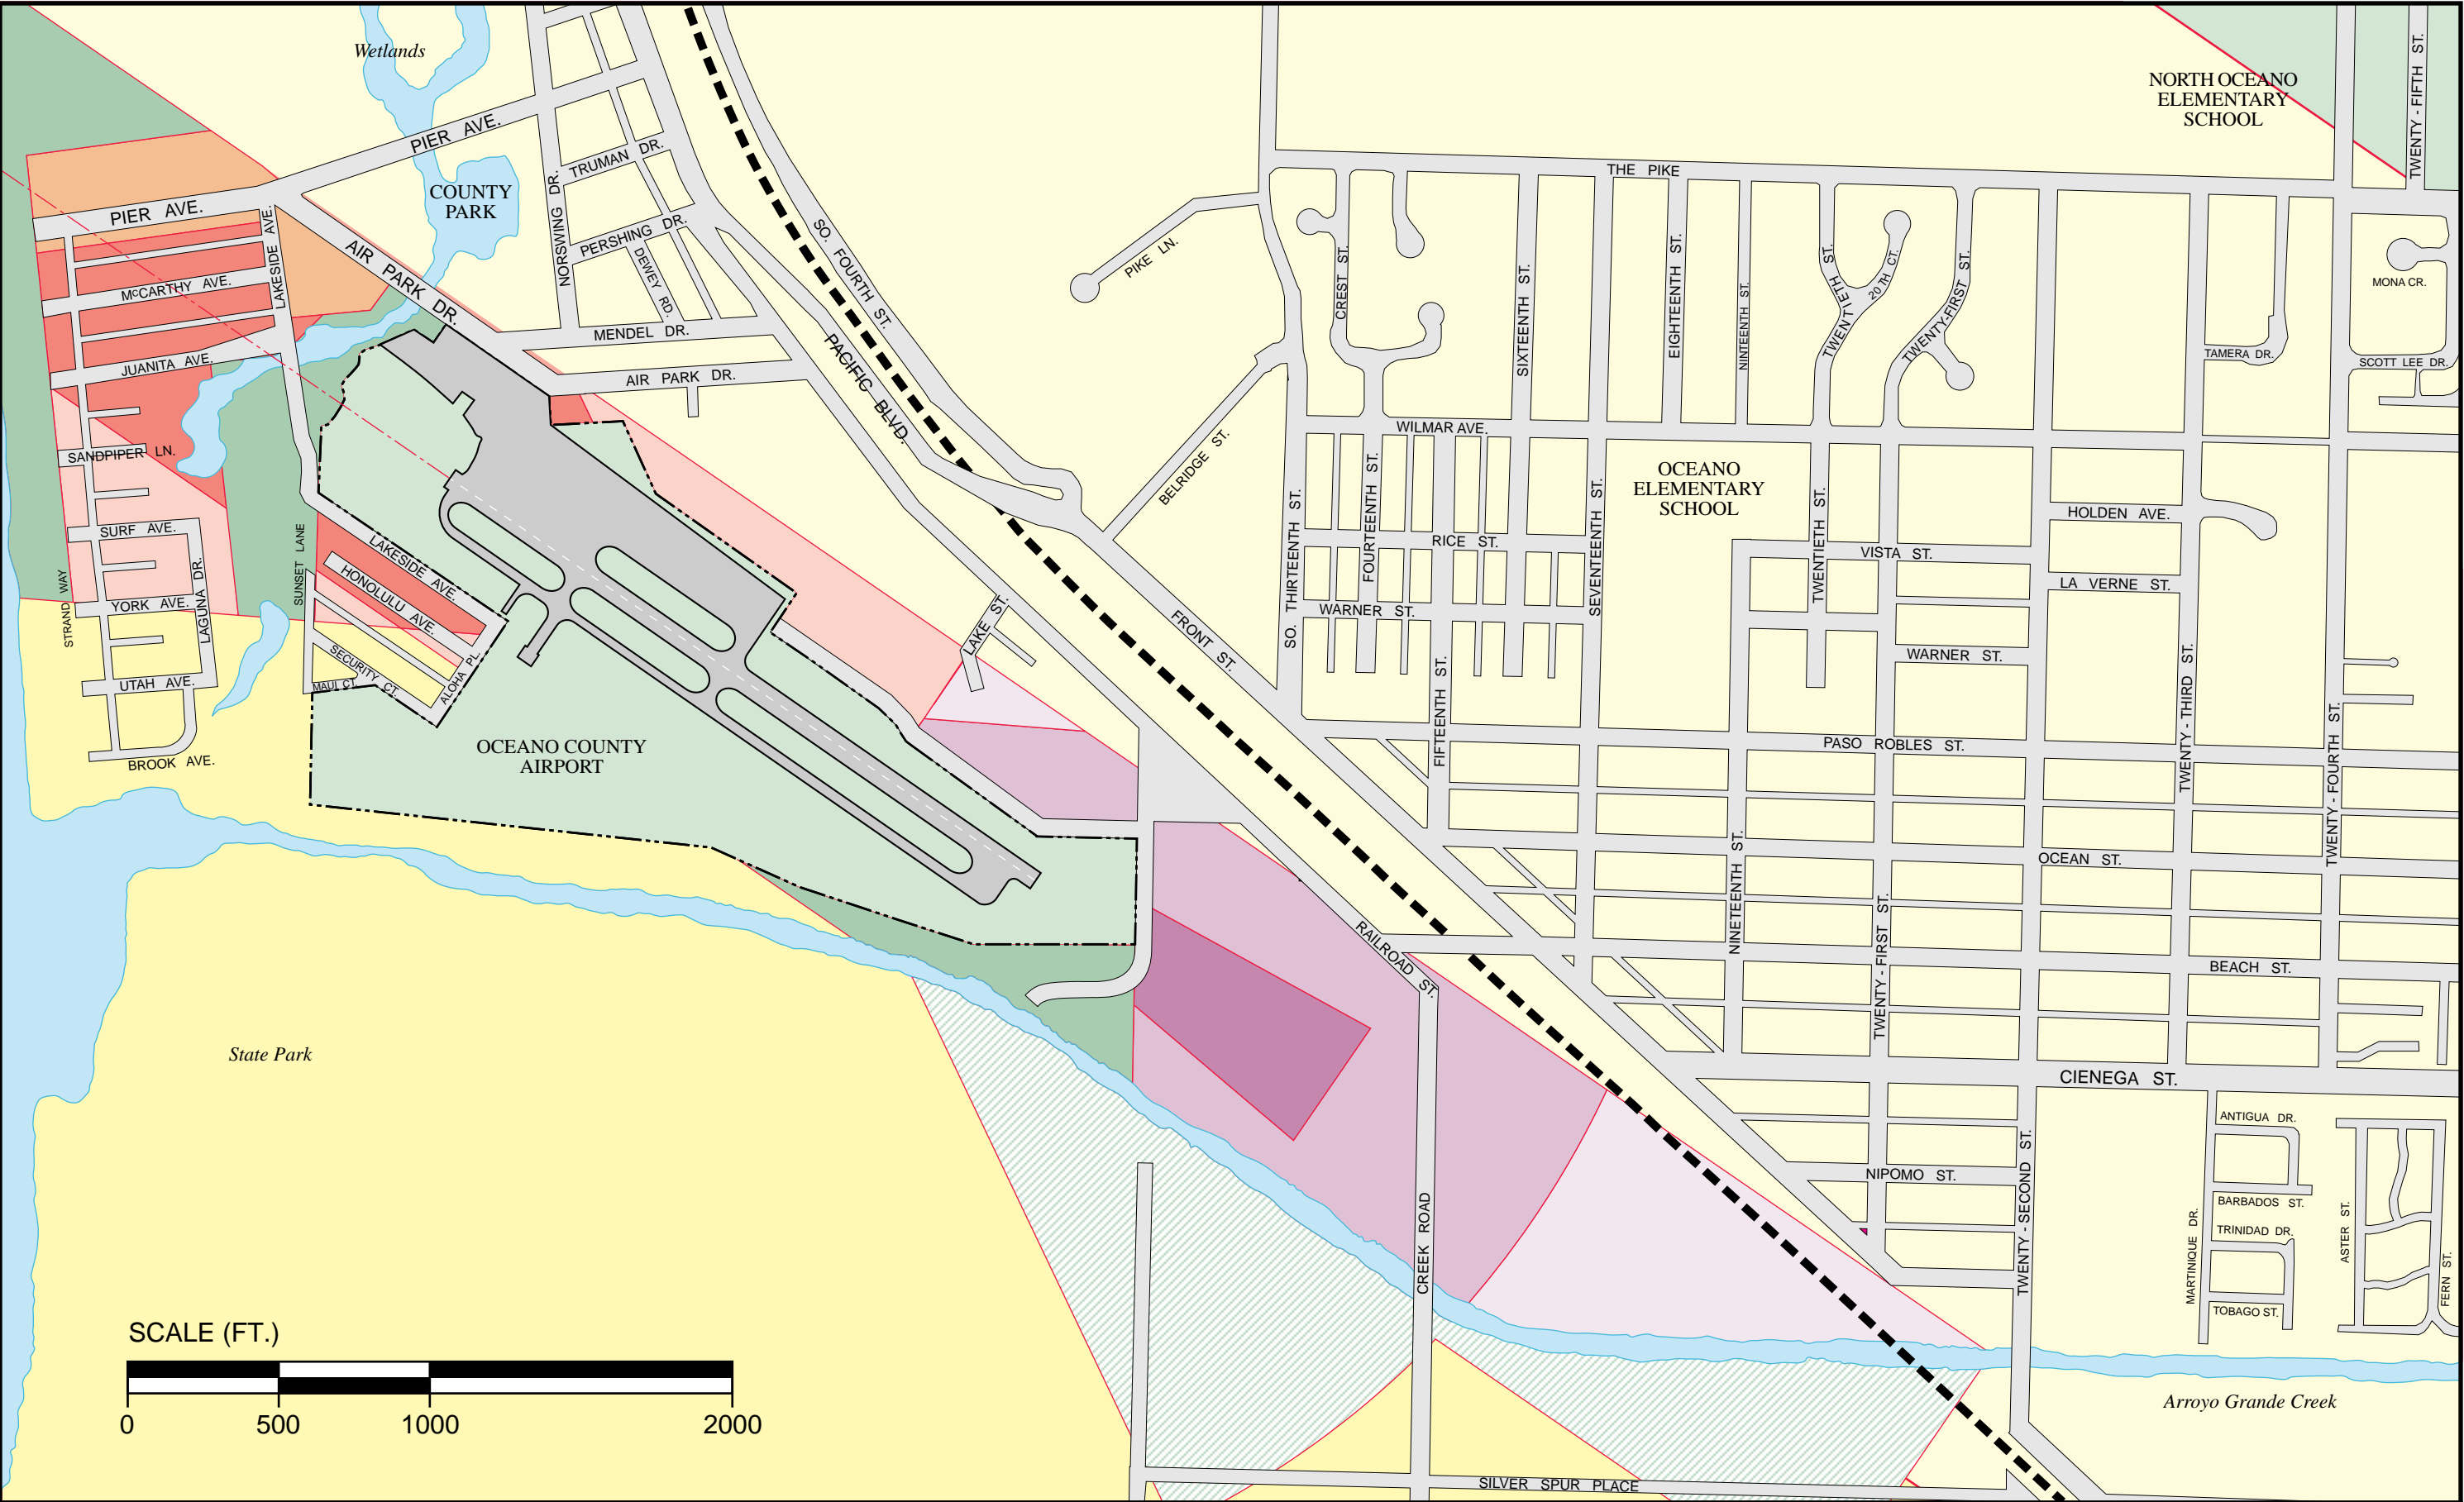 Wetlands
PIER AVE.
COUNTY
PARK
TRUMAN DR.
NORSWING DR.
PERSHING DR.
DEWEY RD.
MENDEL DR.
AIR PARK DR.
PIER AVE.
LAKESIDE AVE.
AIR PARK DR.
McCARTHY AVE.
JUANITA AVE.
SANDPIPER LN.
SURF AVE.
YORK AVE.
LAGUNA DR.
STRAND WAY
UTAH AVE.
BROOK AVE.
SUNSET LANE
LAKESIDE AVE.
HONOLULU AVE.
SECURITY CT.
MAUI CT.
ALOHA PL.
OCEANO COUNTY
AIRPORT
SO. FOURTH ST.
PACIFIC BLVD.
LAKE ST.
FRONT ST.
RAILROAD ST.
CREEK ROAD
PIKE LN.
BELRIDGE ST.
THE PIKE
CREST ST.
SIXTEENTH ST.
EIGHTEENTH ST.
NINTEENTH ST.
TWENTIETH ST.
20 TH CT.
TWENTY-FIRST ST.
NORTH OCEANO
ELEMENTARY
SCHOOL
TWENTY - FIFTH ST.
MONA CR.
TAMERA DR.
SCOTT LEE DR.
WILMAR AVE.
OCEANO
ELEMENTARY
SCHOOL
SO. THIRTEENTH ST.
FOURTEENTH ST.
RICE ST.
WARNER ST.
FIFTEENTH ST.
SEVENTEENTH ST.
TWENTIETH ST.
VISTA ST.
HOLDEN AVE.
LA VERNE ST.
WARNER ST.
PASO ROBLES ST.
TWENTY - THIRD ST.
TWENTY - FOURTH ST.
OCEAN ST.
NINETEENTH ST.
TWENTY - FIRST ST.
BEACH ST.
CIENEGA ST.
NIPOMO ST.
TWENTY - SECOND ST.
ANTIGUA DR.
BARBADOS ST.
TRINIDAD DR.
TOBAGO ST.
MARTINIQUE DR.
ASTER ST.
FERN ST.
Arroyo Grande Creek
SILVER SPUR PLACE
State Park
SCALE (FT.)
0 500 1000 2000